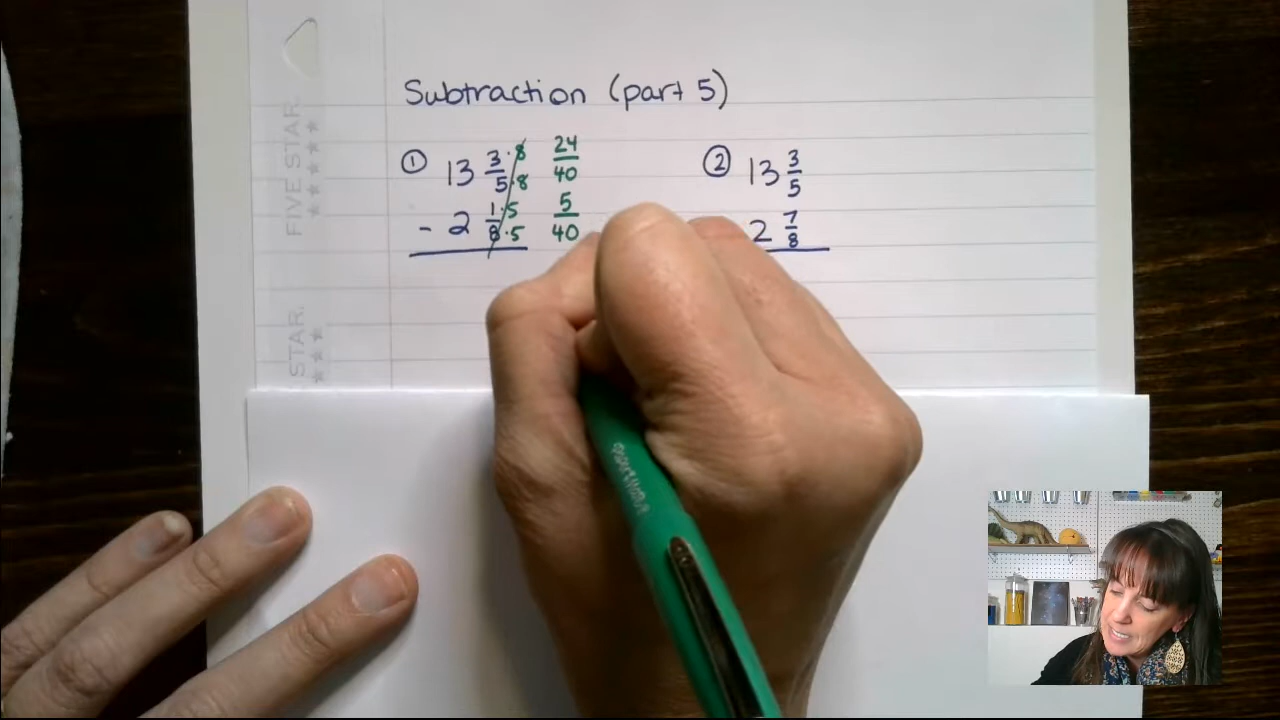 Subtraction (part 5)
① 13 3/5 ·8/·8 24/40
- 2 1/8 ·5/·5 5/40
② 13 3/5
2 7/8
FIVE STAR.
STAR.